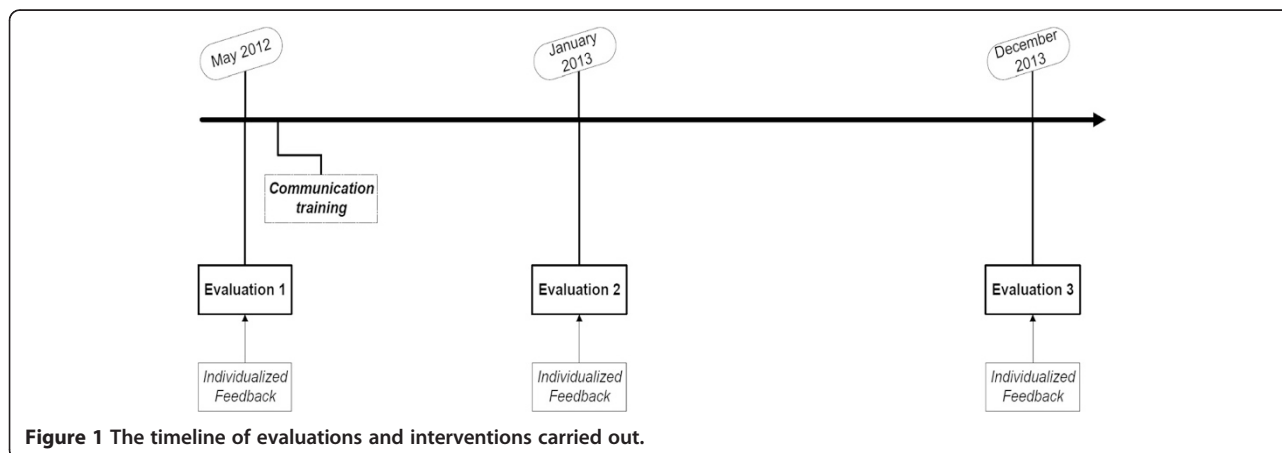 May 2012
January
2013
December
2013
Communication
training
Evaluation 1
Evaluation 2
Evaluation 3
Individualized
Feedback
Individualized
Feedback
Individualized
Feedback
Figure 1 The timeline of evaluations and interventions carried out.